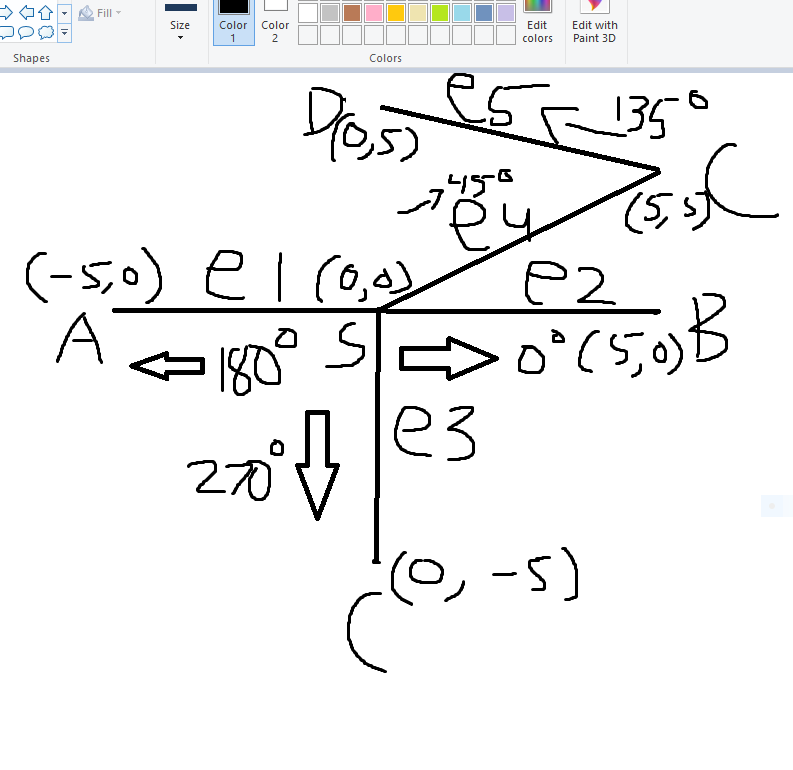 Fill
Size
Color
1
Color
2
Edit
colors
Edit with
Paint 3D
Shapes
Colors
D
(0,5)
e5
135°
C
(5,5)
45°
e4
(-5,0)
e1
(0,0)
e2
A
180°
S
0°
(5,0)
B
270°
e3
(0, -5)
C